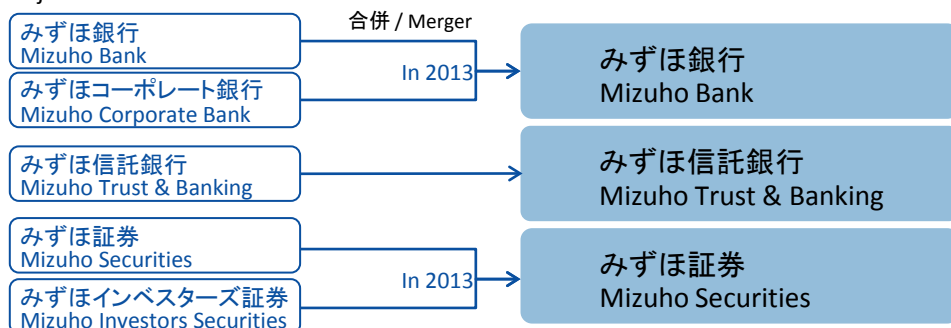 みずほ銀行
Mizuho Bank
みずほコーポレート銀行
Mizuho Corporate Bank
みずほ信託銀行
Mizuho Trust & Banking
みずほ証券
Mizuho Securities
みずほインベスターズ証券
Mizuho Investors Securities
合併 / Merger
In 2013
In 2013
みずほ銀行
Mizuho Bank
みずほ信託銀行
Mizuho Trust & Banking
みずほ証券
Mizuho Securities